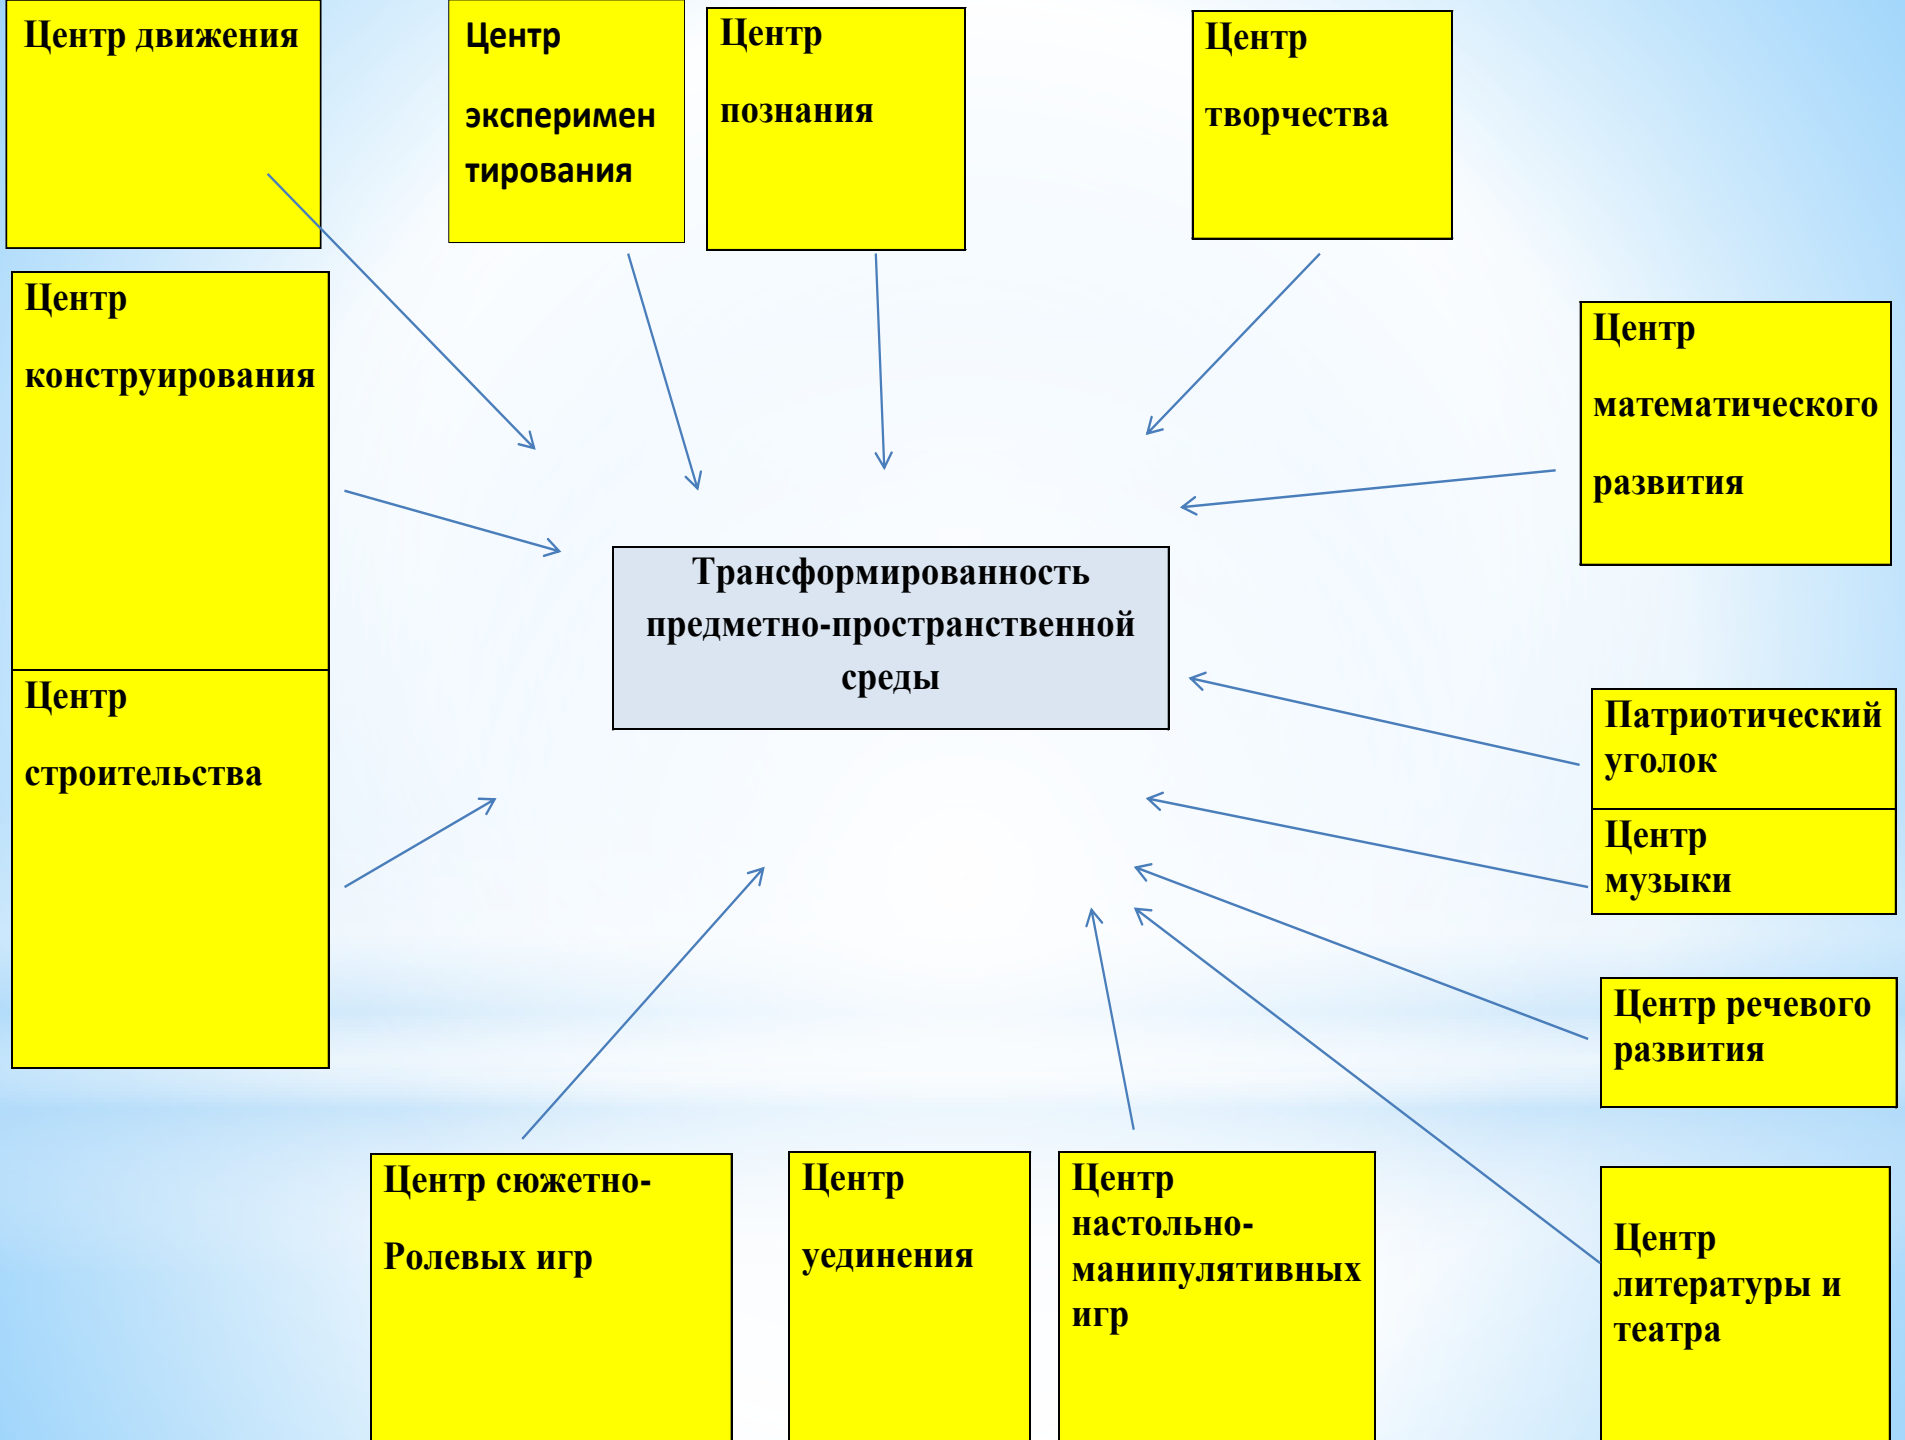 Центр движения
Центр
эксперимен
тирования
Центр
познания
Центр
творчества
Центр
конструирования
Центр
математического
развития
Трансформированность
предметно-пространственной
среды
Центр
строительства
Патриотический
уголок
Центр
музыки
Центр речевого
развития
Центр сюжетно-
Ролевых игр
Центр
уединения
Центр
настольно-
манипулятивных
игр
Центр
литературы и
театра